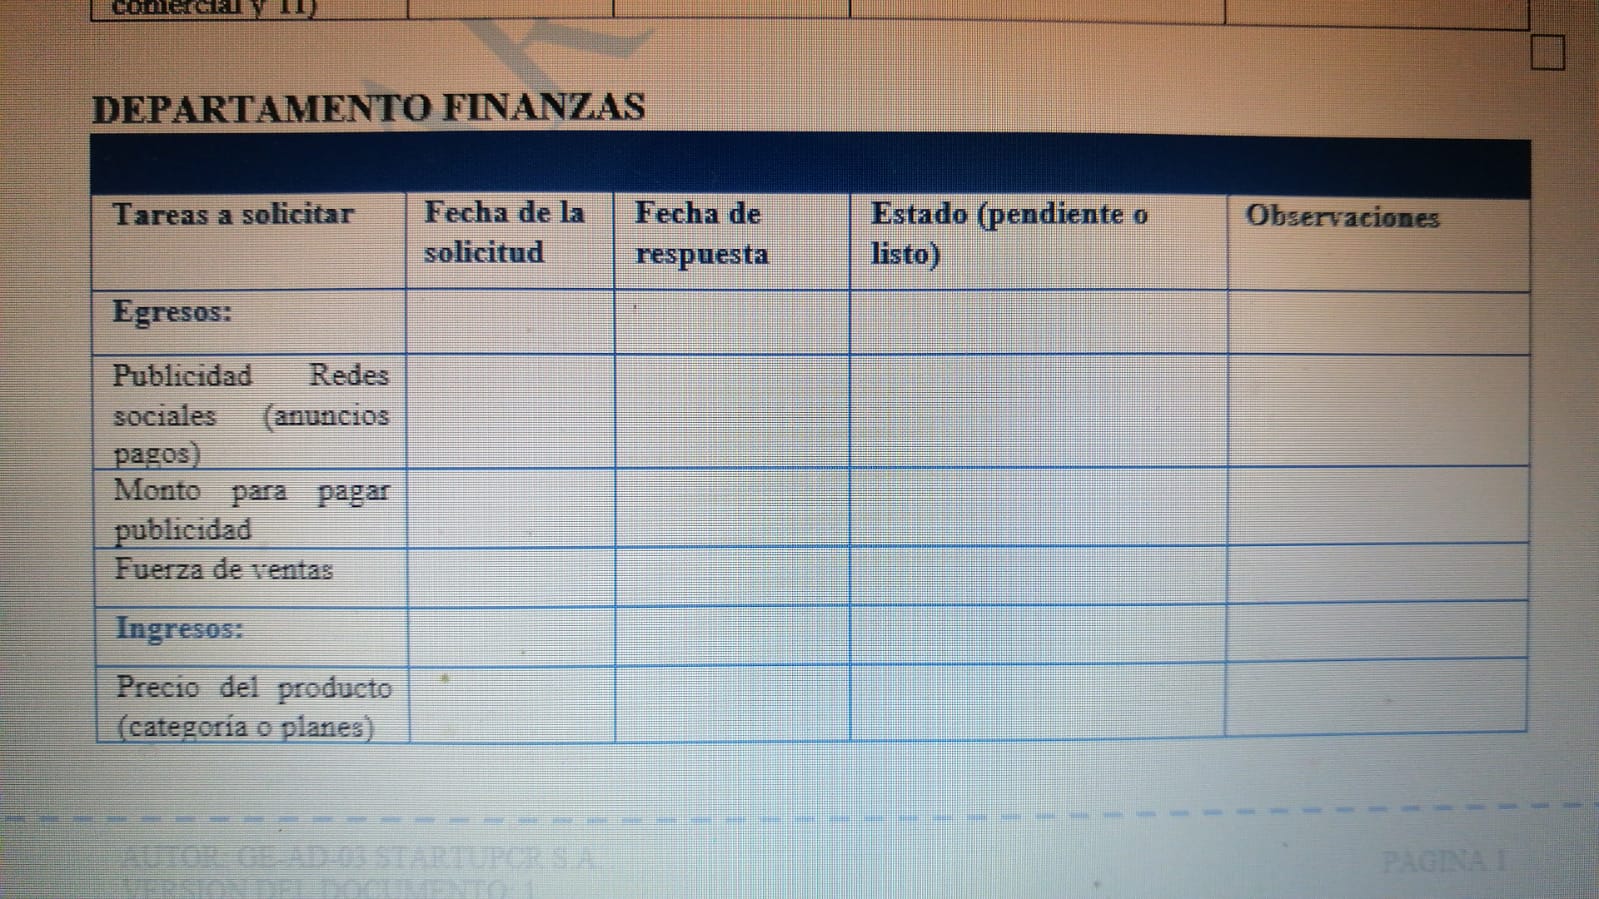 comercial y TI)
DEPARTAMENTO FINANZAS
Tareas a solicitar
Fecha de la
solicitud
Fecha de
respuesta
Estado (pendiente o
listo)
Observaciones
Egresos:
Publicidad Redes
sociales (anuncios
pagos)
Monto para pagar
publicidad
Fuerza de ventas
Ingresos:
Precio del producto
(categoría o planes)
AUTOR: GE-AD-03 STARTUPCR S.A.
PAGINA 1
VERSION DEL DOCUMENTO: 1